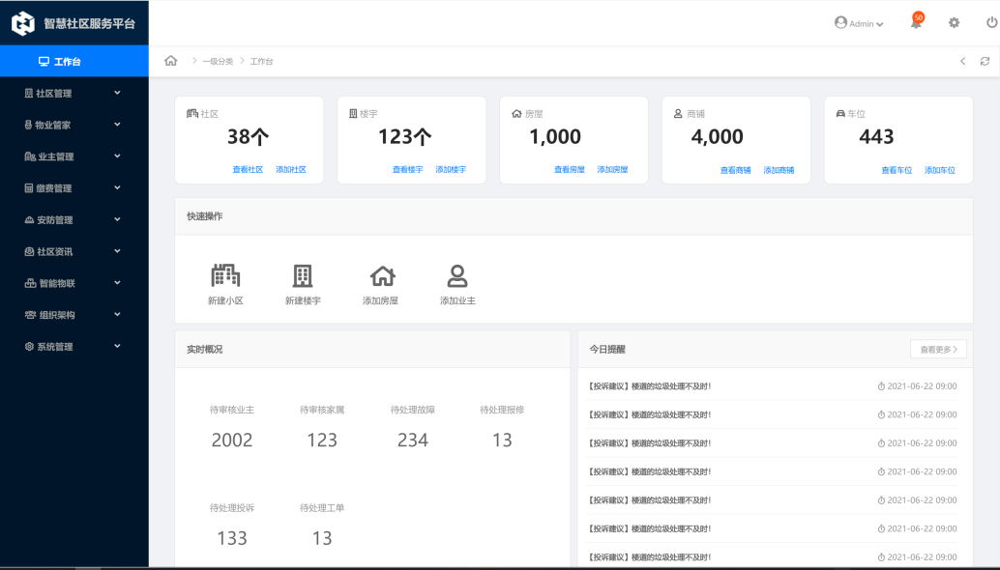 智慧社区服务平台
Admin
50
工作台
一级分类
工作台
社区管理
物业管家
业主管理
缴费管理
安防管理
社区资讯
智能物联
组织架构
系统管理
社区
38个
查看社区 添加社区
楼宇
123个
查看楼宇 添加楼宇
房屋
1,000
查看房屋 添加房屋
商铺
4,000
查看商铺 添加商铺
车位
443
查看车位 添加车位
快速操作
新建小区
新建楼宇
添加房屋
添加业主
实时概况
待审核业主
2002
待审核家属
123
待处理故障
234
待处理报修
13
待处理投诉
133
待处理工单
13
今日提醒
查看更多
【投诉建议】楼道的垃圾处理不及时! 2021-06-22 09:00
【投诉建议】楼道的垃圾处理不及时! 2021-06-22 09:00
【投诉建议】楼道的垃圾处理不及时! 2021-06-22 09:00
【投诉建议】楼道的垃圾处理不及时! 2021-06-22 09:00
【投诉建议】楼道的垃圾处理不及时! 2021-06-22 09:00
【投诉建议】楼道的垃圾处理不及时! 2021-06-22 09:00
【投诉建议】楼道的垃圾处理不及时! 2021-06-22 09:00